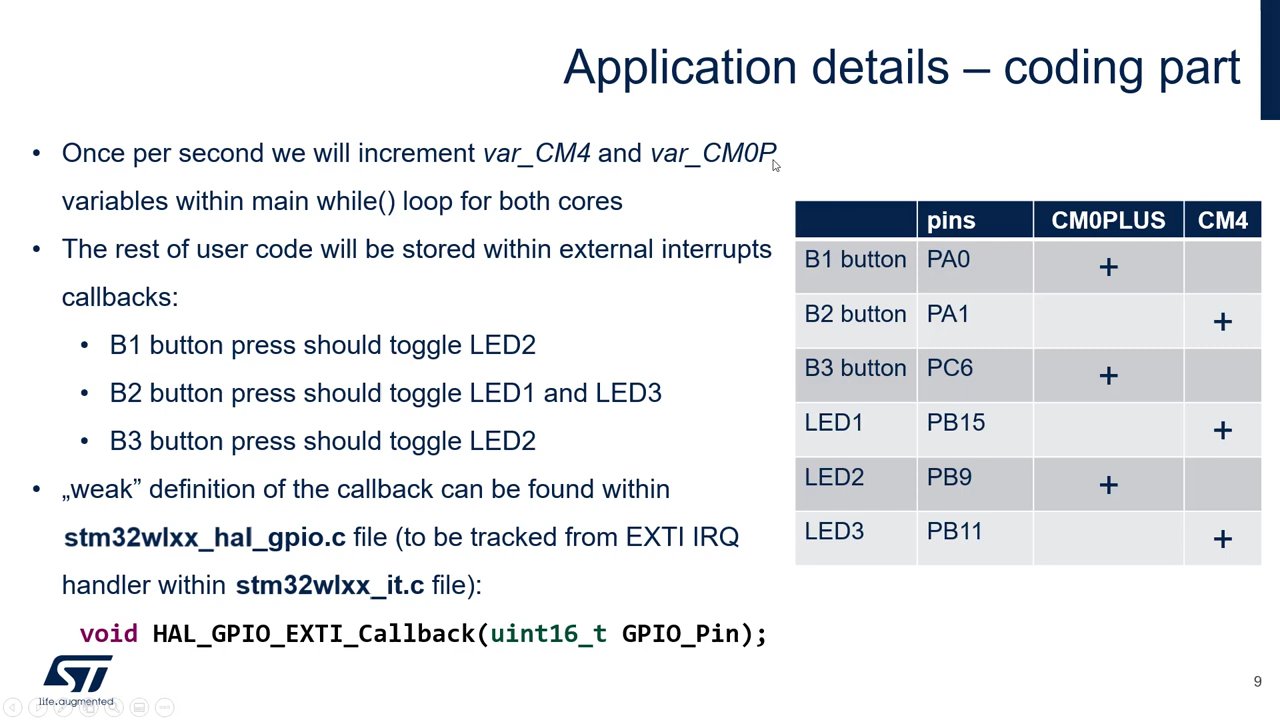 Application details – coding part
• Once per second we will increment var_CM4 and var_CM0P
variables within main while() loop for both cores
• The rest of user code will be stored within external interrupts
callbacks:
• B1 button press should toggle LED2
• B2 button press should toggle LED1 and LED3
• B3 button press should toggle LED2
• „weak” definition of the callback can be found within
stm32wlxx_hal_gpio.c file (to be tracked from EXTI IRQ
handler within stm32wlxx_it.c file):
void HAL_GPIO_EXTI_Callback(uint16_t GPIO_Pin);
pins CM0PLUS CM4
B1 button PA0 +
B2 button PA1 +
B3 button PC6 +
LED1 PB15 +
LED2 PB9 +
LED3 PB11 +
ST
life.augmented
9